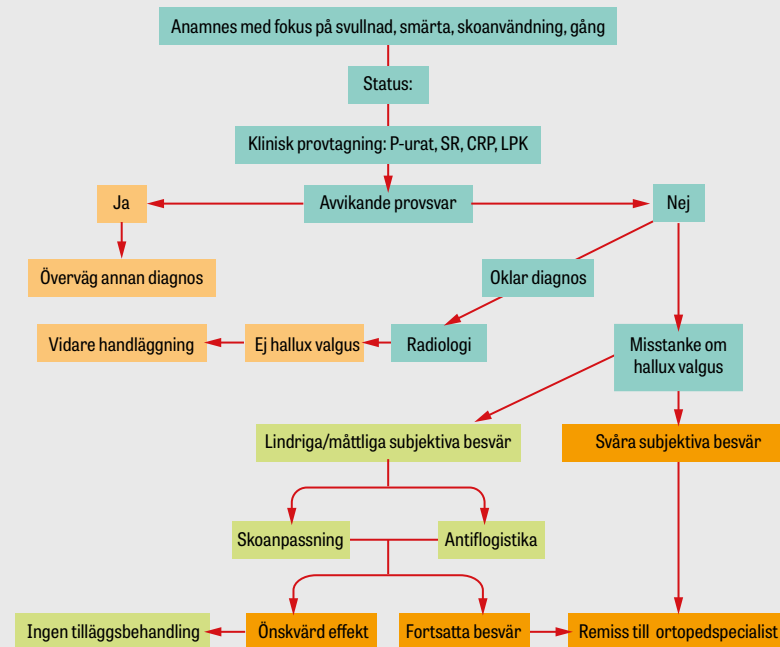 Anamnes med fokus på svullnad, smärta, skoanvändning, gång
Status:
Klinisk provtagning: P-urat, SR, CRP, LPK
Ja
Avvikande provsvar
Nej
Överväg annan diagnos
Oklar diagnos
Vidare handläggning
Ej hallux valgus
Radiologi
Misstanke om
hallux valgus
Lindriga/måttliga subjektiva besvär
Svåra subjektiva besvär
Skoanpassning
Antiflogistika
Ingen tilläggsbehandling
Önskvärd effekt
Fortsatta besvär
Remiss till ortopedspecialist